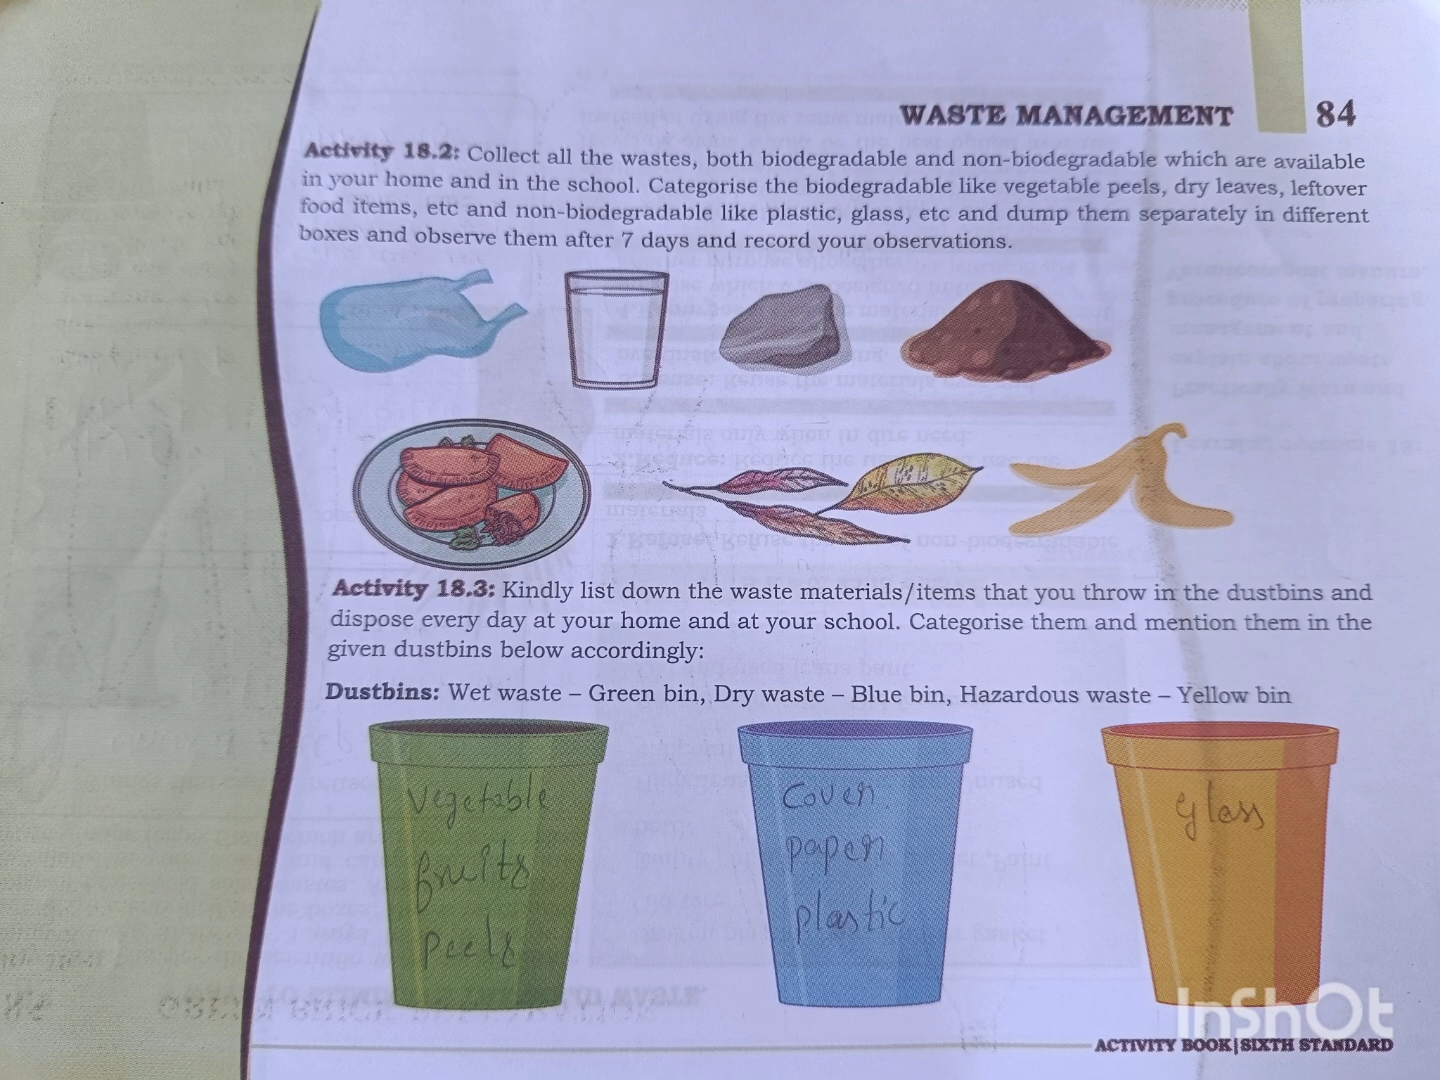 WASTE MANAGEMENT 84
Activity 18.2: Collect all the wastes, both biodegradable and non-biodegradable which are available
in your home and in the school. Categorise the biodegradable like vegetable peels, dry leaves, leftover
food items, etc and non-biodegradable like plastic, glass, etc and dump them separately in different
boxes and observe them after 7 days and record your observations.
Activity 18.3: Kindly list down the waste materials/items that you throw in the dustbins and
dispose every day at your home and at your school. Categorise them and mention them in the
given dustbins below accordingly:
Dustbins: Wet waste – Green bin, Dry waste – Blue bin, Hazardous waste – Yellow bin
Vegetable
fruits
peels
Cover
paper
plastic
glass
InShOt
ACTIVITY BOOK|SIXTH STANDARD